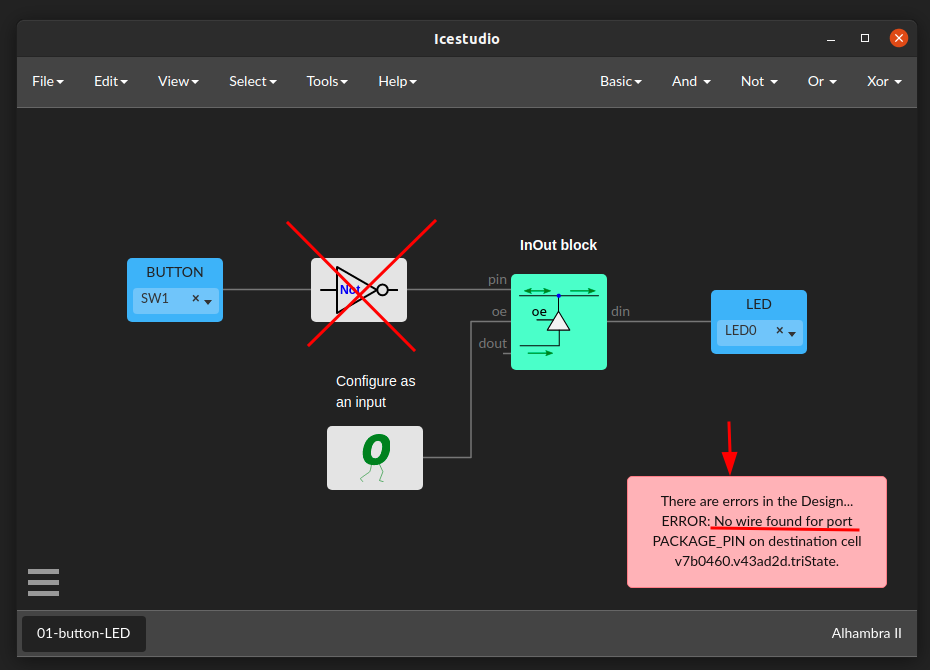 Icestudio
File Edit View Select Tools Help Basic And Not Or Xor
InOut block
BUTTON
SW1 ×
Not
pin
oe
dout
oe
din
LED
LED0 ×
Configure as
an input
0
There are errors in the Design...
ERROR: No wire found for port
PACKAGE_PIN on destination cell
v7b0460.v43ad2d.triState.
01-button-LED
Alhambra II